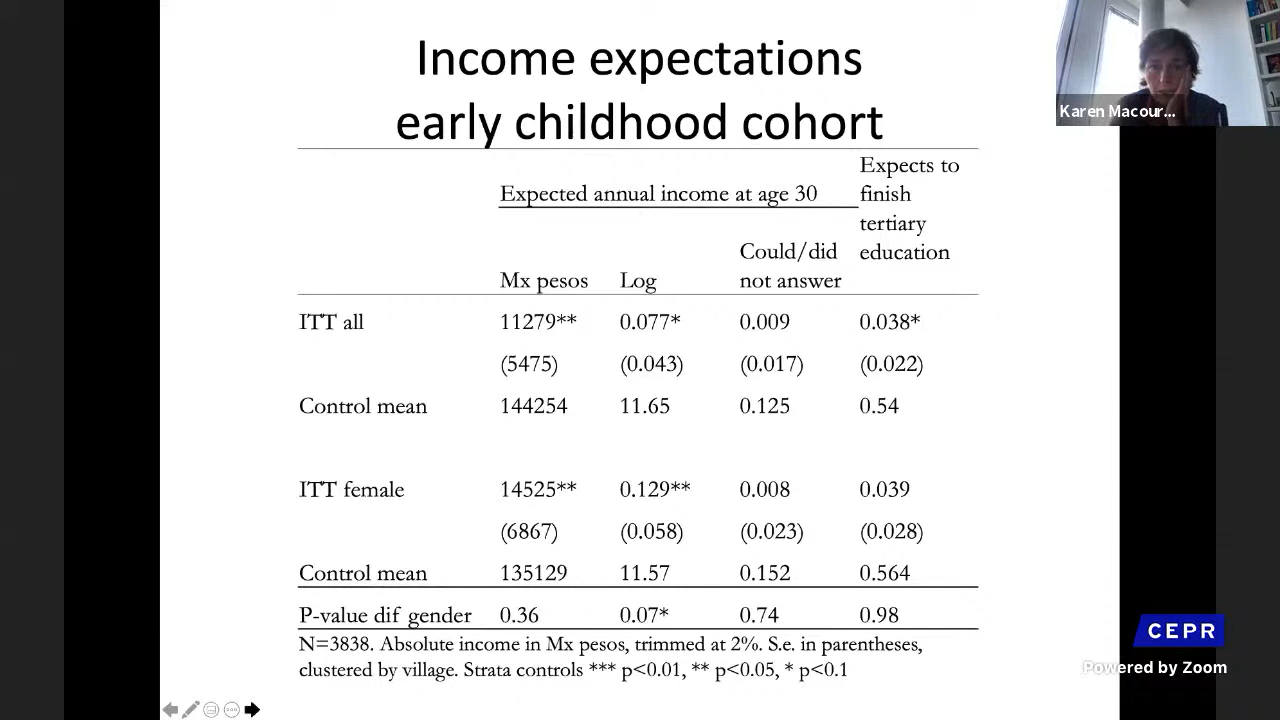 Income expectations
early childhood cohort
Expected annual income at age 30
Expects to
finish
tertiary
education
Mx pesos Log Could/did
not answer
ITT all 11279** 0.077* 0.009 0.038*
(5475) (0.043) (0.017) (0.022)
Control mean 144254 11.65 0.125 0.54
ITT female 14525** 0.129** 0.008 0.039
(6867) (0.058) (0.023) (0.028)
Control mean 135129 11.57 0.152 0.564
P-value dif gender 0.36 0.07* 0.74 0.98
N=3838. Absolute income in Mx pesos, trimmed at 2%. S.e. in parentheses,
clustered by village. Strata controls *** p<0.01, ** p<0.05, * p<0.1
Karen Macour...
CEPR
Powered by Zoom